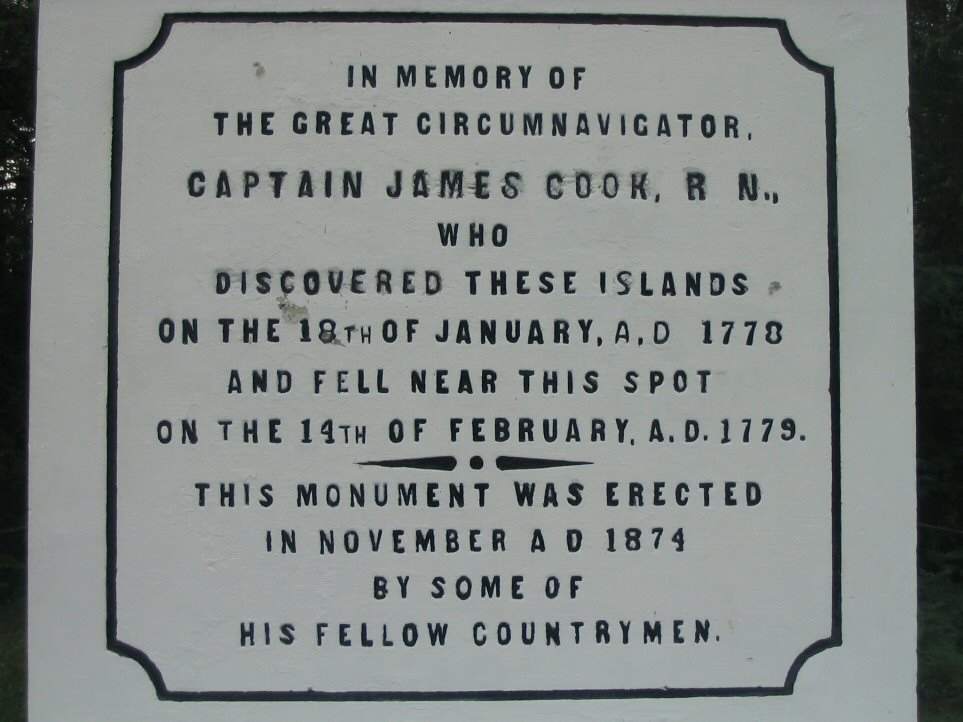 IN MEMORY OF
THE GREAT CIRCUMNAVIGATOR,
CAPTAIN JAMES COOK, R N.,
WHO
DISCOVERED THESE ISLANDS
ON THE 18TH OF JANUARY, A,D 1778
AND FELL NEAR THIS SPOT
ON THE 14TH OF FEBRUARY, A.D. 1779.
THIS MONUMENT WAS ERECTED
IN NOVEMBER A D 1874
BY SOME OF
HIS FELLOW COUNTRYMEN.